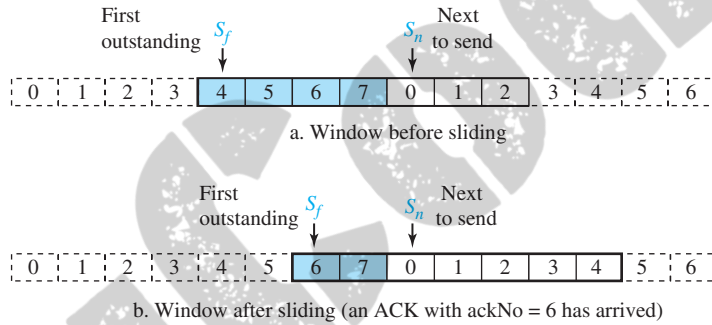 First outstanding
S_f
Next to send
S_n
0 1 2 3 4 5 6 7 0 1 2 3 4 5 6
a. Window before sliding
First outstanding
S_f
Next to send
S_n
0 1 2 3 4 5 6 7 0 1 2 3 4 5 6
b. Window after sliding (an ACK with ackNo = 6 has arrived)